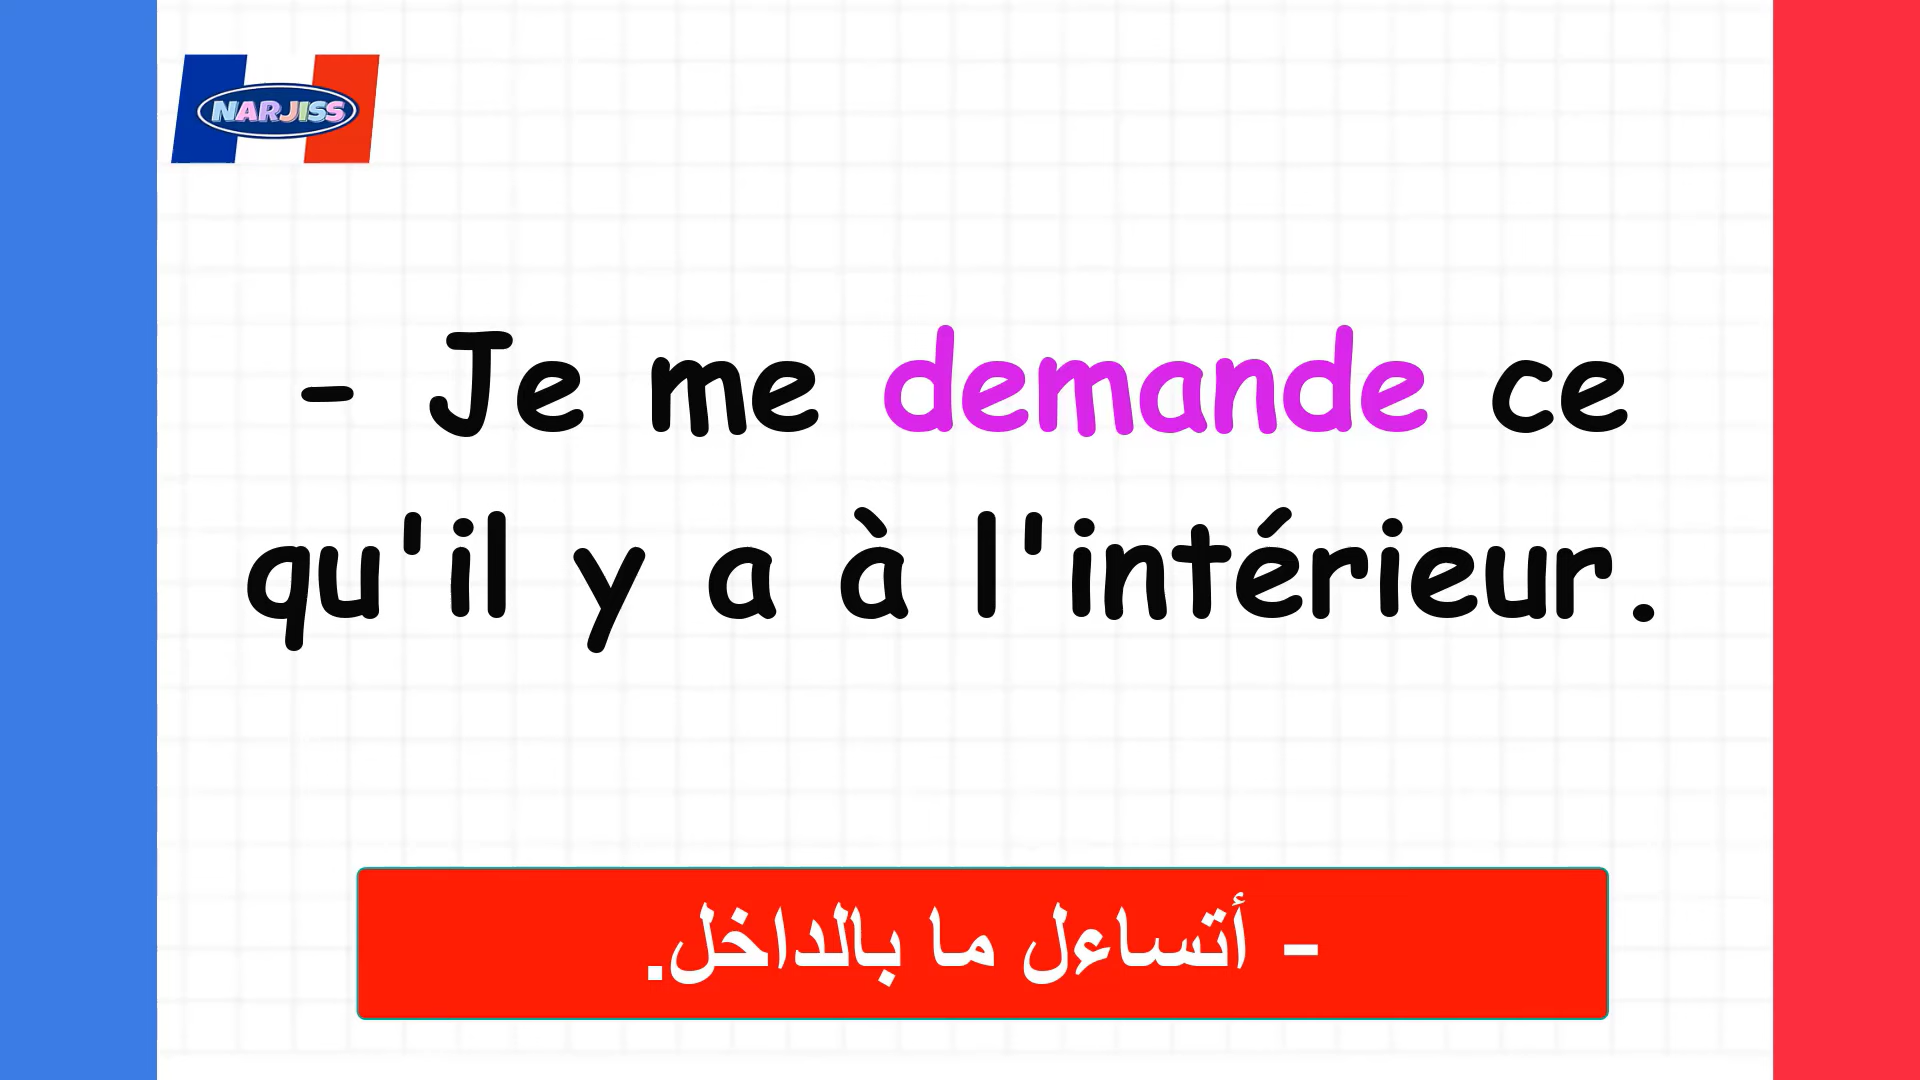 NARJISS
- Je me demande ce
qu'il y a à l'intérieur.
- أتساءل ما بالداخل.